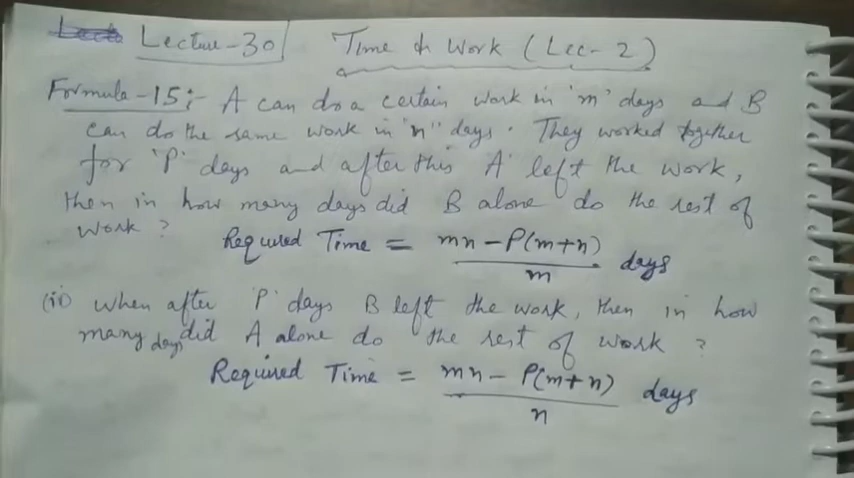 Lecture-30 Time & Work (Lec-2)
Formula-15:- A can do a certain work in 'm' days and B
can do the same work in "n" days. They worked together
for 'P' days and after this A left the work,
then in how many days did B alone do the rest of
work?
Required Time = mn-P(m+n)/m days
(ii) when after 'P' days B left the work, then in how
many days did A alone do the rest of work ?
Required Time = mn-P(m+n)/n days